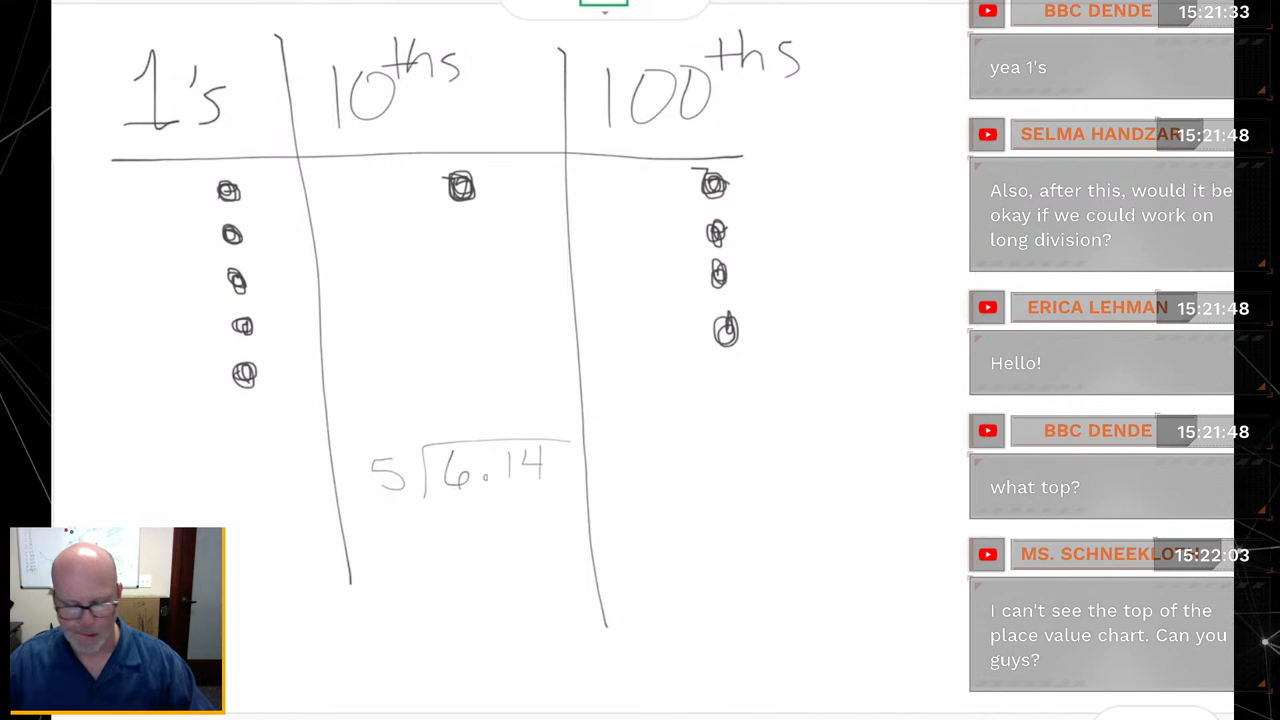 1's 10ths 100ths
5 6.14
BBC DENDE 15:21:33
yea 1's
SELMA HANDZAR 15:21:48
Also, after this, would it be
okay if we could work on
long division?
ERICA LEHMAN 15:21:48
Hello!
BBC DENDE 15:21:48
what top?
MS. SCHNEEKLOTH 15:22:03
I can't see the top of the
place value chart. Can you
guys?